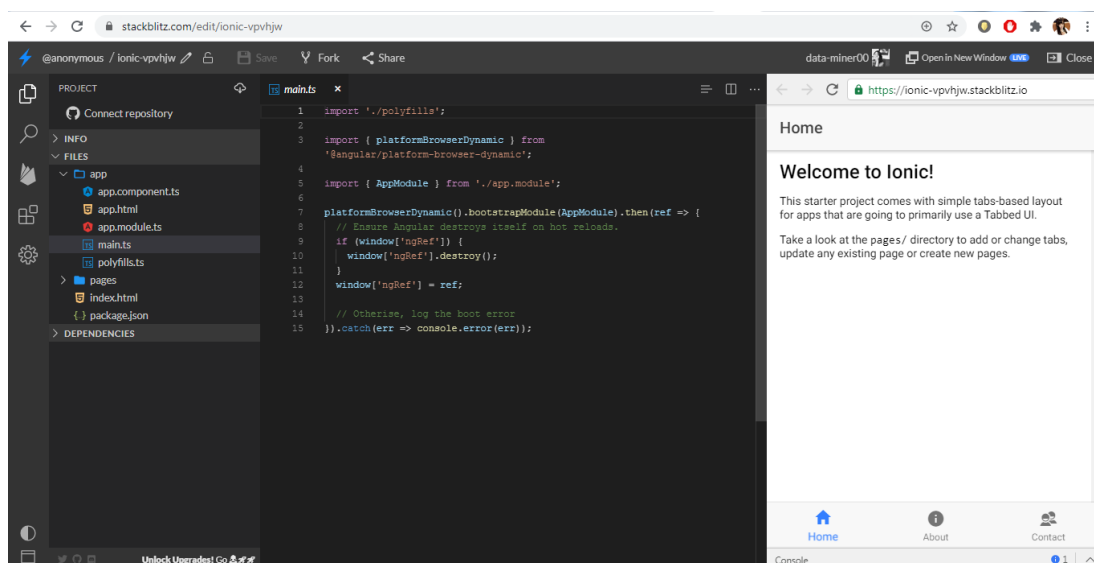 stackblitz.com/edit/ionic-vpvhjw
@anonymous / ionic-vpvhjw
Save
Fork
Share
data-miner00
Open in New Window LIVE
Close
PROJECT
Connect repository
INFO
FILES
app
app.component.ts
app.html
app.module.ts
main.ts
polyfills.ts
pages
index.html
package.json
DEPENDENCIES
Unlock Upgrades! Go
main.ts
1 import './polyfills';
2
3 import { platformBrowserDynamic } from
'@angular/platform-browser-dynamic';
4
5 import { AppModule } from './app.module';
6
7 platformBrowserDynamic().bootstrapModule(AppModule).then(ref => {
8 // Ensure Angular destroys itself on hot reloads.
9 if (window['ngRef']) {
10 window['ngRef'].destroy();
11 }
12 window['ngRef'] = ref;
13
14 // Otherise, log the boot error
15 }).catch(err => console.error(err));
https://ionic-vpvhjw.stackblitz.io
Home
Welcome to Ionic!
This starter project comes with simple tabs-based layout
for apps that are going to primarily use a Tabbed UI.
Take a look at the pages/ directory to add or change tabs,
update any existing page or create new pages.
Home
About
Contact
Console
1